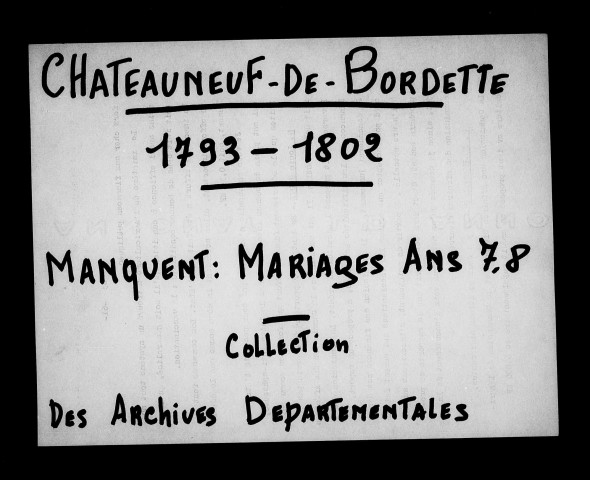 CHATEAUNEUF-DE-BORDETTE
1793 - 1802
MANQUENT: MARIAGES ANS 7.8
COLLECTION
DES ARCHIVES DEPARTEMENTALES